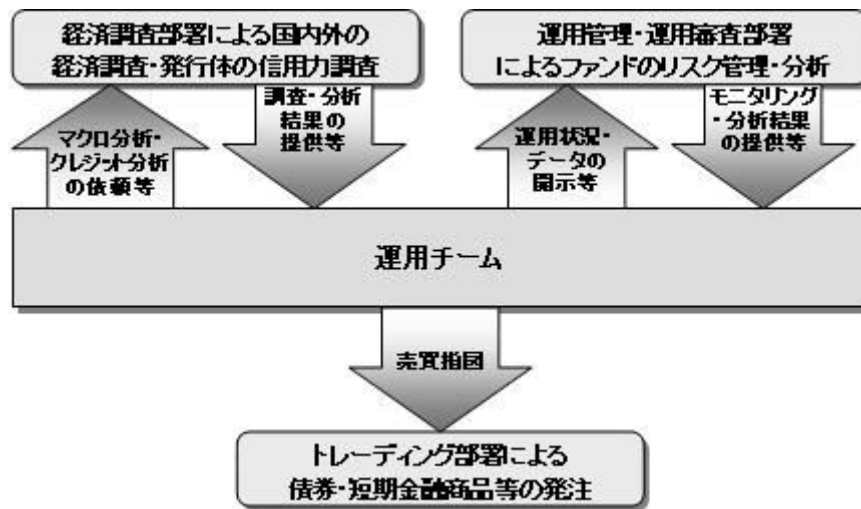 経済調査部署による国内外の
経済調査・発行体の信用力調査
運用管理・運用審査部署
によるファンドのリスク管理・分析
マクロ分析・
クレジット分析
の依頼等
調査・分析
結果の
提供等
運用状況・
データの
開示等
モニタリング
・分析結果
の提供等
運用チーム
売買指図
トレーディング部署による
債券・短期金融商品等の発注